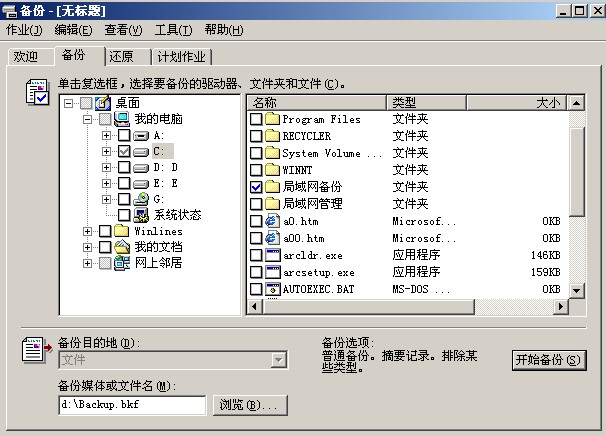 备份 - [无标题]
作业(J) 编辑(E) 查看(V) 工具(T) 帮助(H)
欢迎 备份 还原 计划作业
单击复选框，选择要备份的驱动器、文件夹和文件(C)。
桌面
我的电脑
A:
C:
D: D
E: E
G:
系统状态
Winlines
我的文档
网上邻居
名称 类型 大小
Program Files 文件夹
RECYCLER 文件夹
System Volume ... 文件夹
WINNT 文件夹
局域网备份 文件夹
局域网管理 文件夹
a0.htm Microsof... 0KB
a00.htm Microsof... 0KB
arcldr.exe 应用程序 146KB
arcsetup.exe 应用程序 159KB
AUTOEXEC.BAT MS-DOS ... 0KB
备份目的地(D):
文件
备份媒体或文件名(M):
d:\Backup.bkf 浏览(B)...
备份选项:
普通备份。摘要记录。排除某
些类型。
开始备份(S)